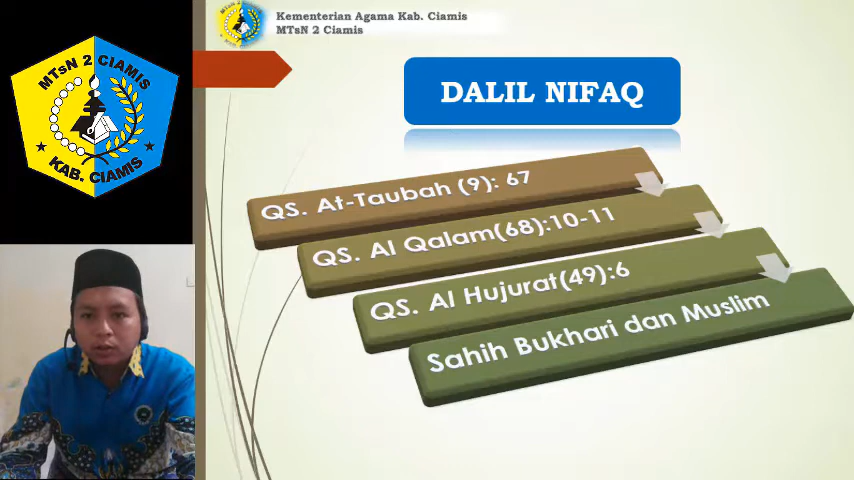 MTsN 2 CIAMIS
KAB. CIAMIS
Kementerian Agama Kab. Ciamis
MTsN 2 Ciamis
DALIL NIFAQ
QS. At-Taubah (9): 67
QS. Al Qalam(68):10-11
QS. Al Hujurat(49):6
Sahih Bukhari dan Muslim